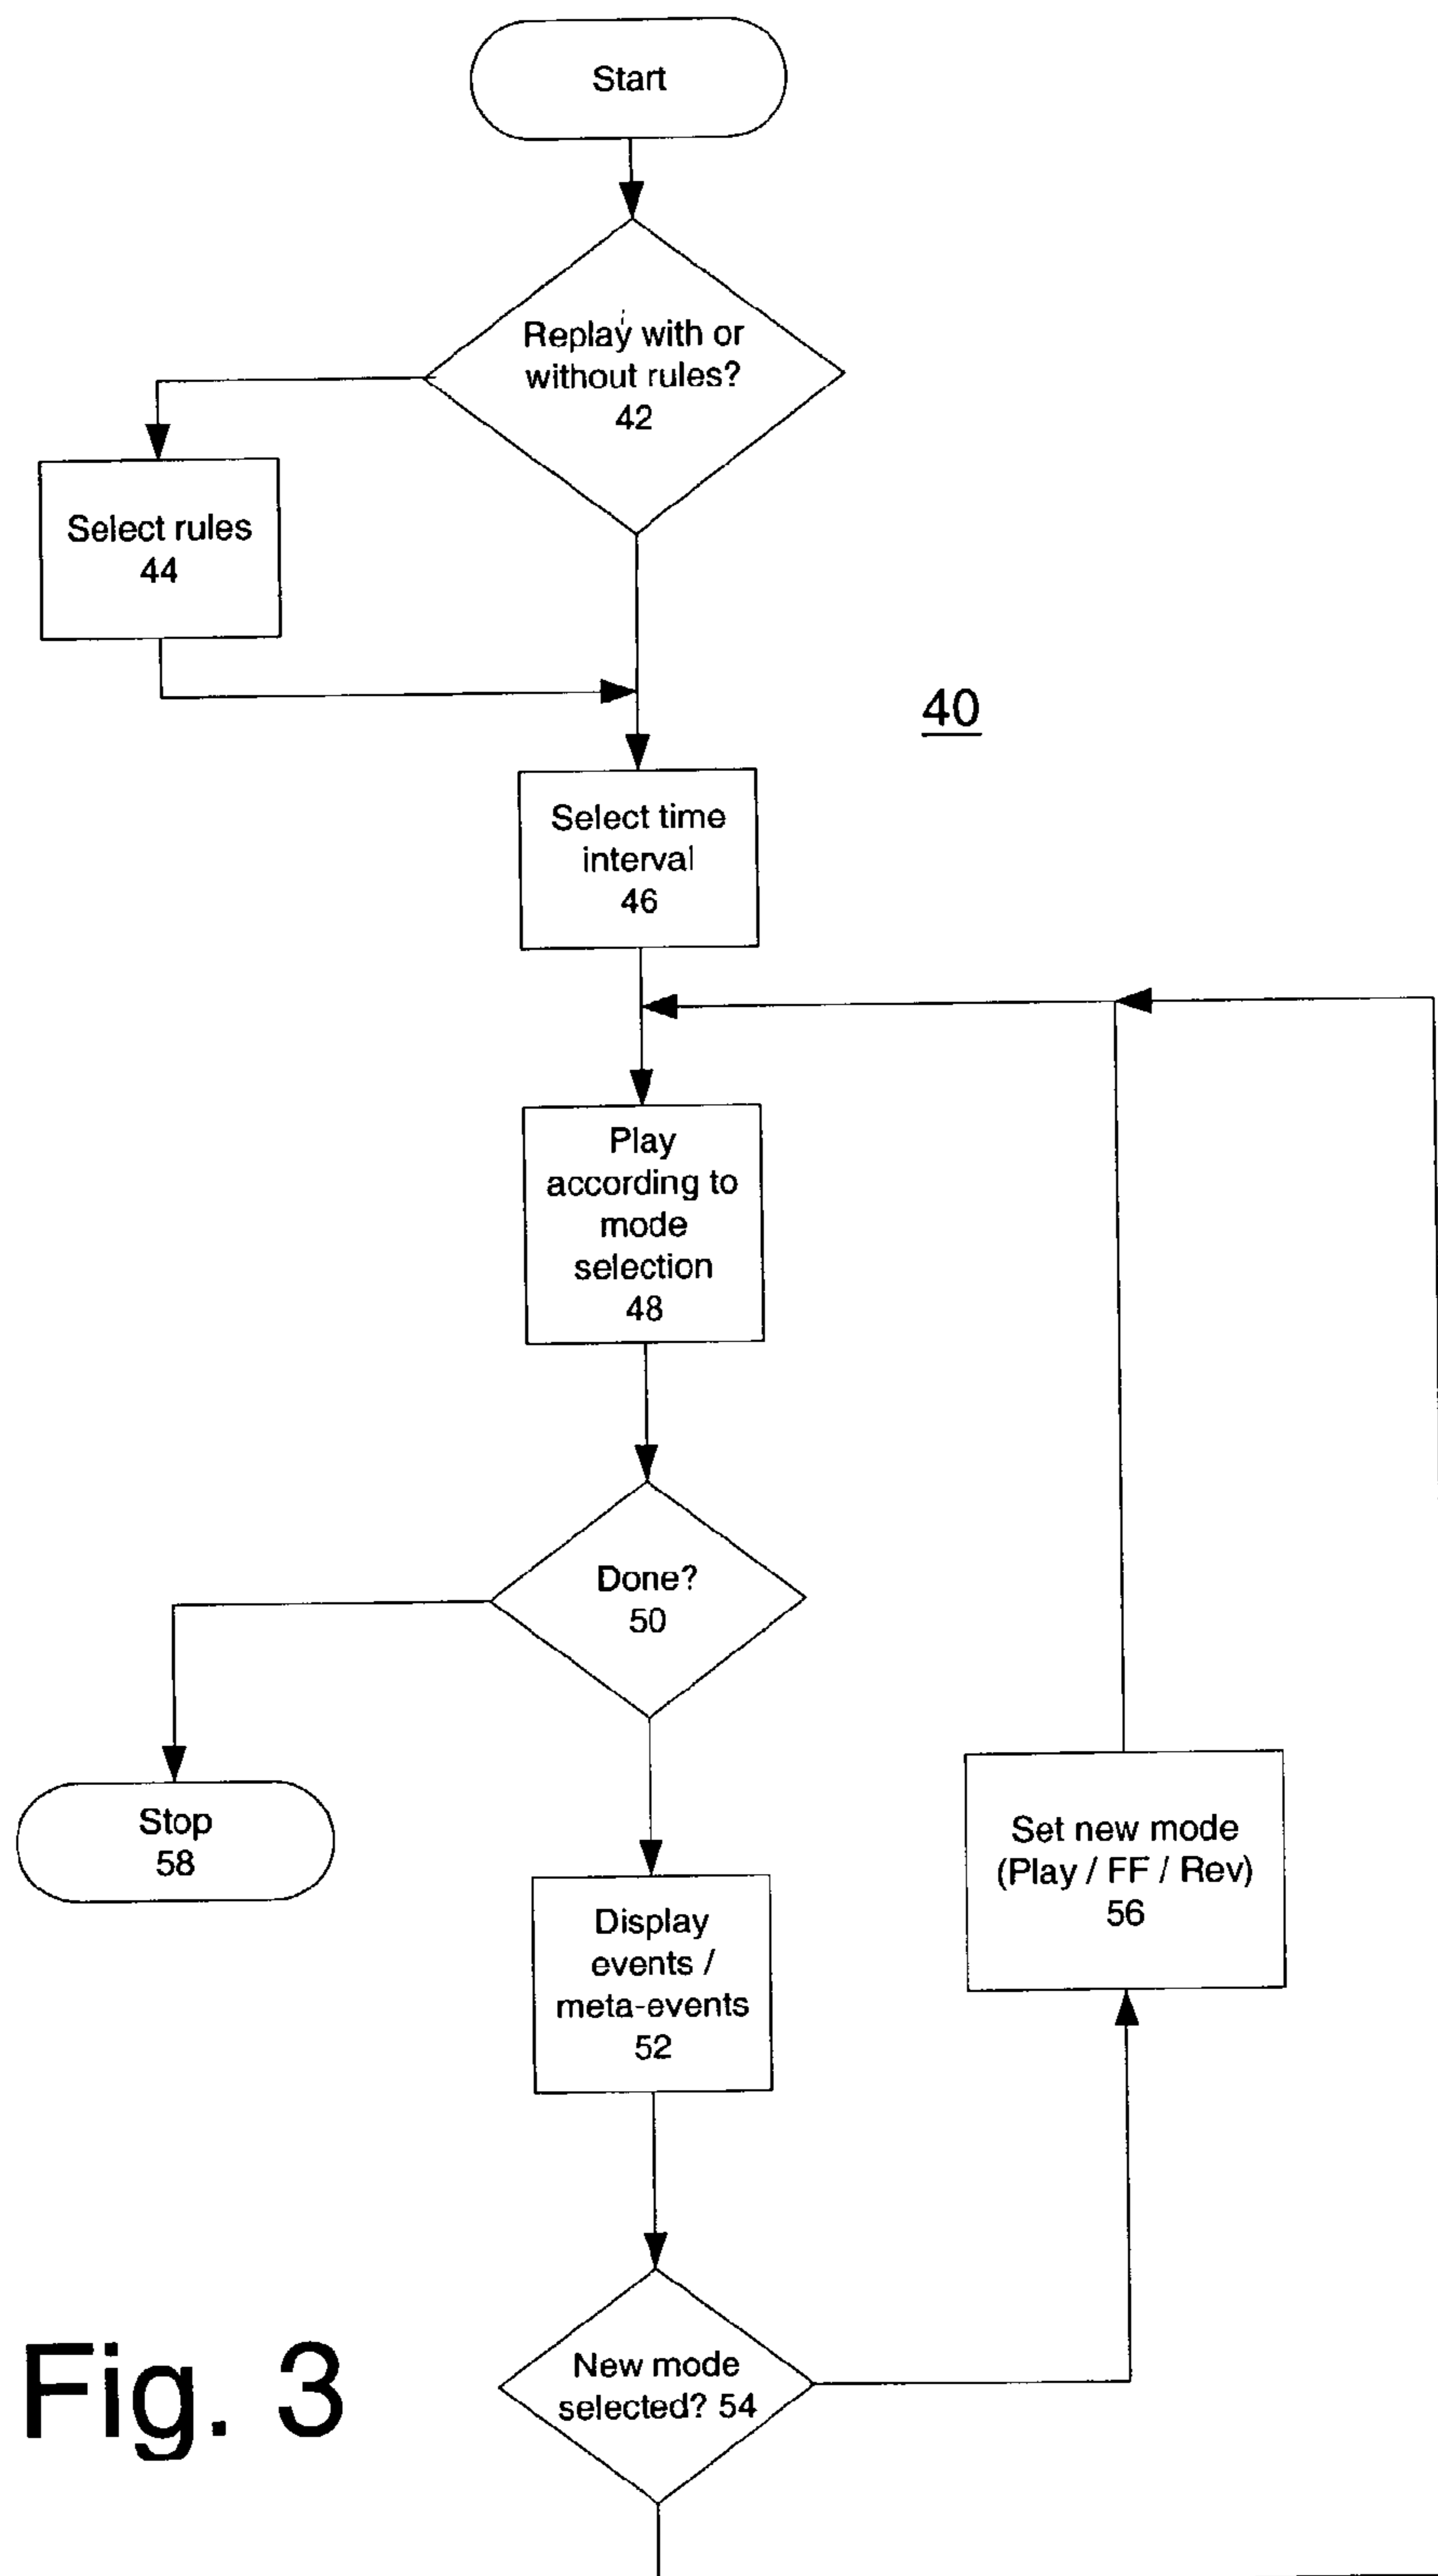 Start
Replay with or
without rules?
42
Select rules
44
40
Select time
interval
46
Play
according to
mode
selection
48
Done?
50
Stop
58
Set new mode
(Play / FF / Rev)
56
Display
events /
meta-events
52
New mode
selected? 54
Fig. 3